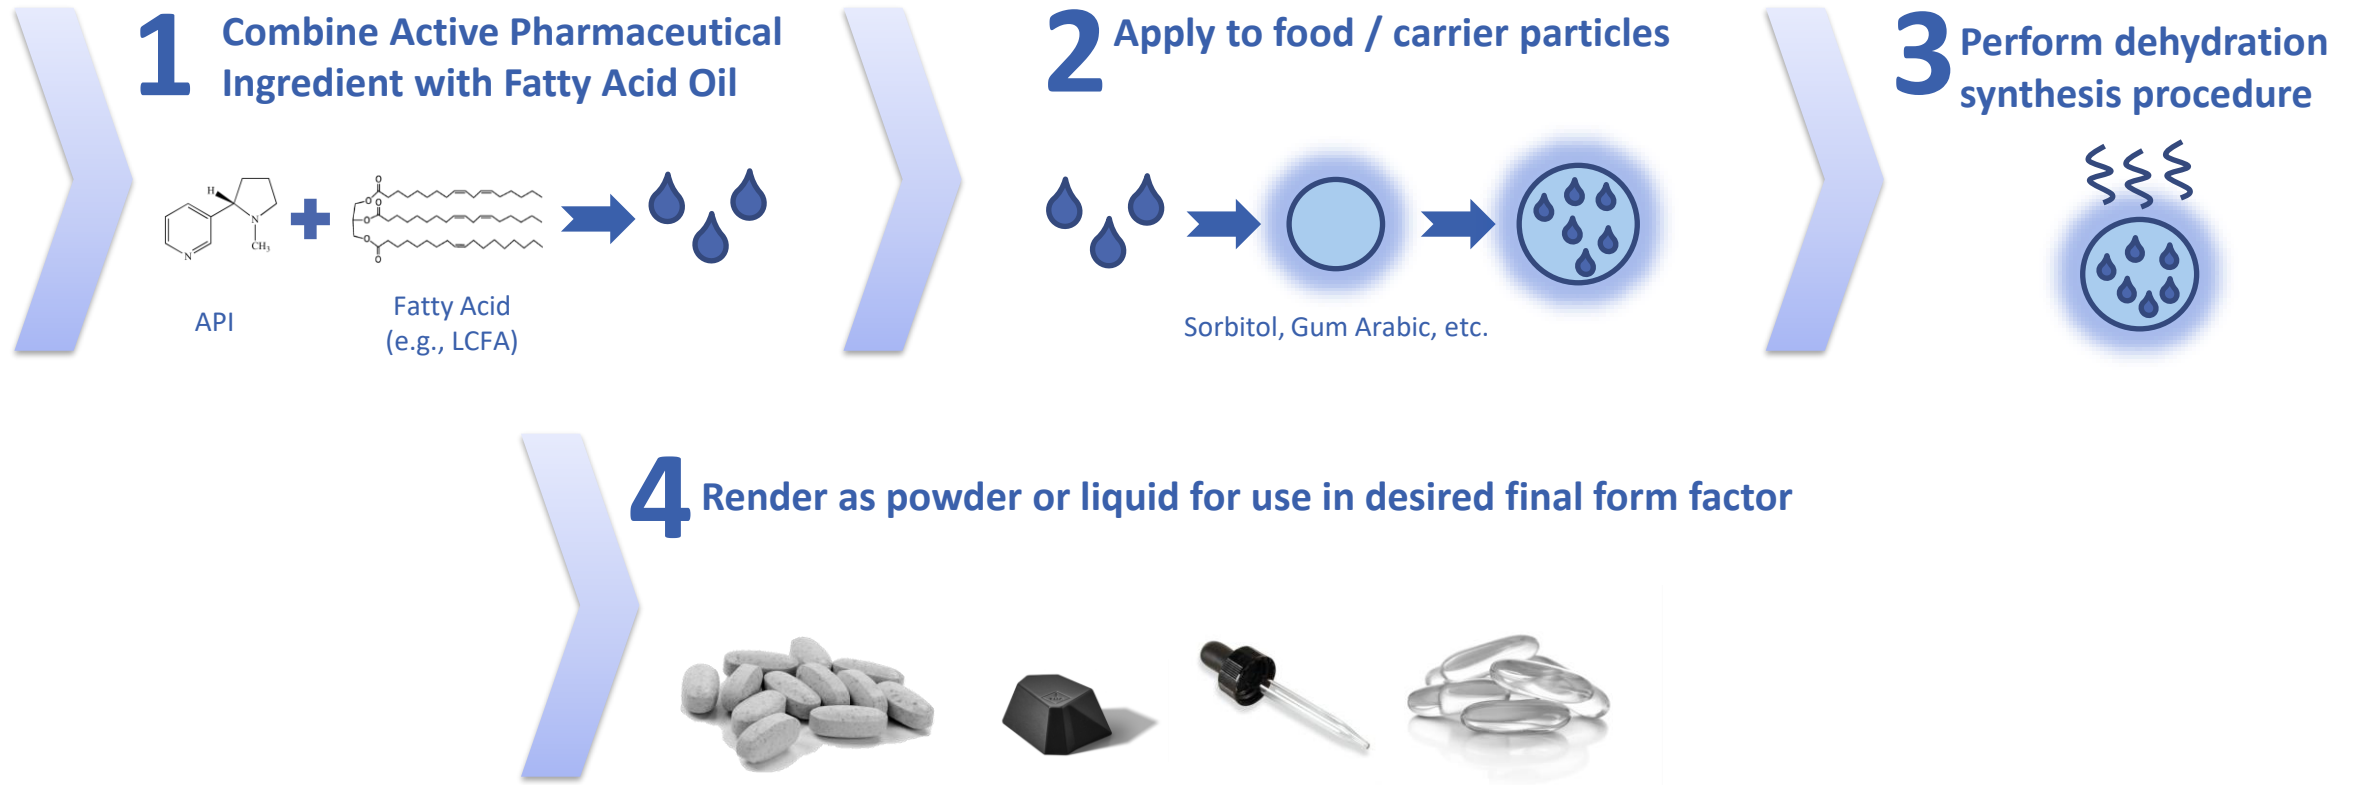 1
Combine Active Pharmaceutical
Ingredient with Fatty Acid Oil
H
N
CH3
N
O
O
O
O
O
O
API
Fatty Acid
(e.g., LCFA)
2
Apply to food / carrier particles
Sorbitol, Gum Arabic, etc.
3
Perform dehydration
synthesis procedure
4
Render as powder or liquid for use in desired final form factor